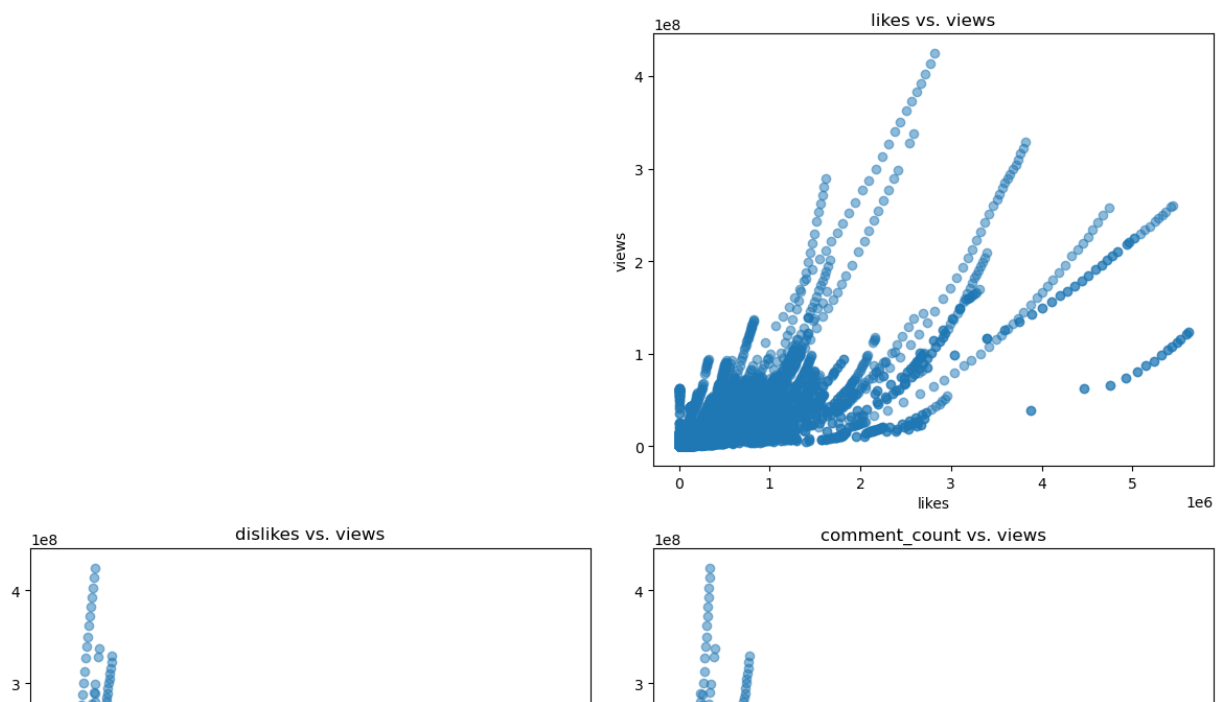 likes vs. views
1e8
4
3
2
1
0
views
0 1 2 3 4 5
likes
1e6
dislikes vs. views
1e8
4
3
comment_count vs. views
1e8
4
3